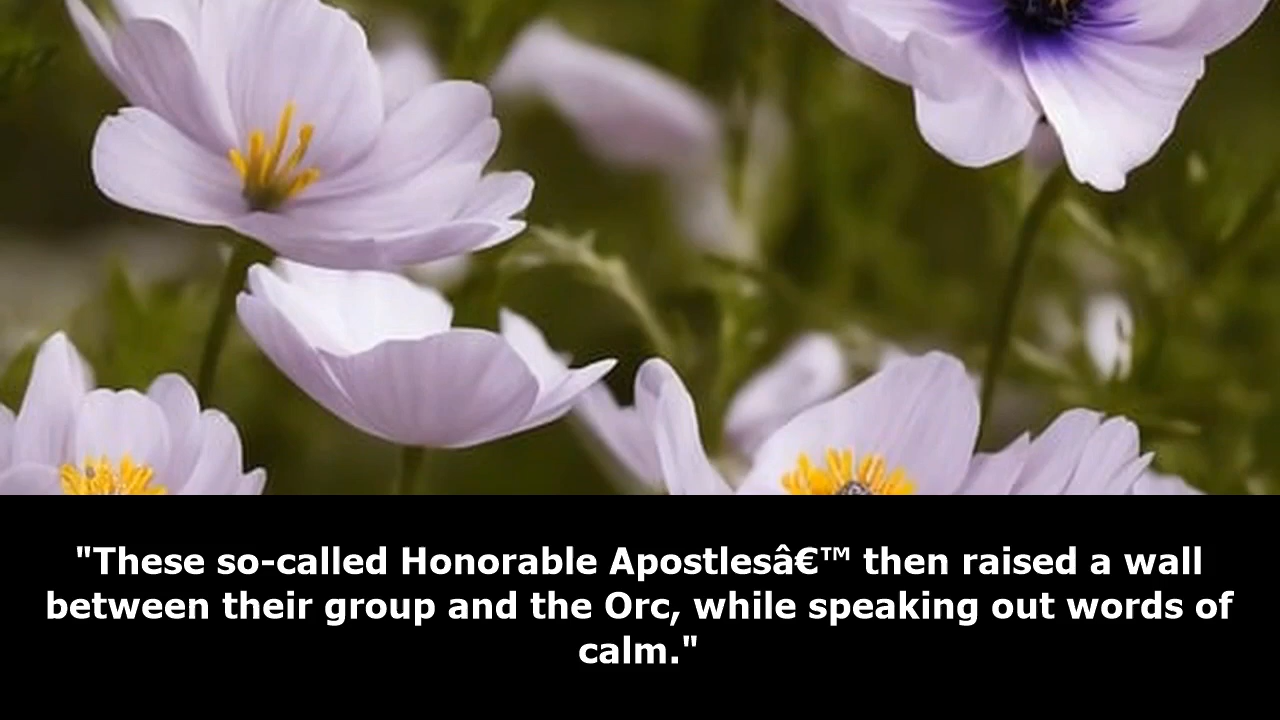 "These so-called Honorable Apostlesâ€™ then raised a wall
between their group and the Orc, while speaking out words of
calm."